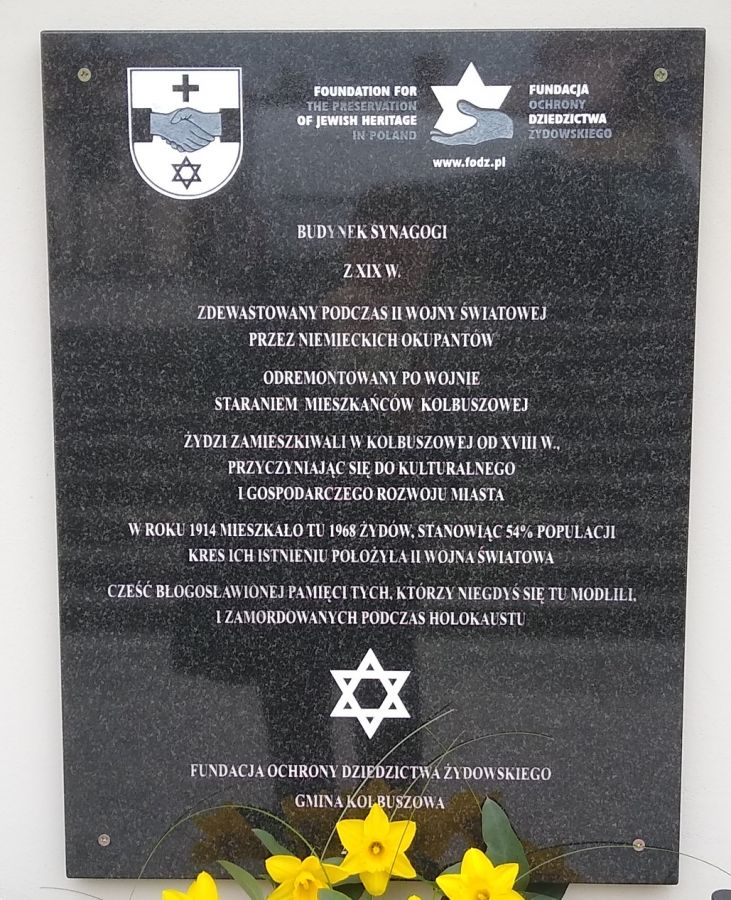 FOUNDATION FOR
THE PRESERVATION
OF JEWISH HERITAGE
IN POLAND
FUNDACJA
OCHRONY
DZIEDZICTWA
ŻYDOWSKIEGO
www.fodz.pl
BUDYNEK SYNAGOGI
Z XIX W.
ZDEWASTOWANY PODCZAS II WOJNY ŚWIATOWEJ
PRZEZ NIEMIECKICH OKUPANTÓW
ODREMONTOWANY PO WOJNIE
STARANIEM MIESZKAŃCÓW KOLBUSZOWEJ
ŻYDZI ZAMIESZKIWALI W KOLBUSZOWEJ OD XVIII W.,
PRZYCZYNIAJĄC SIĘ DO KULTURALNEGO
I GOSPODARCZEGO ROZWOJU MIASTA
W ROKU 1914 MIESZKAŁO TU 1968 ŻYDÓW, STANOWIĄC 54% POPULACJI
KRES ICH ISTNIENIU POŁOŻYŁA II WOJNA ŚWIATOWA
CZEŚĆ BŁOGOSŁAWIONEJ PAMIĘCI TYCH, KTÓRZY NIEGDYŚ SIĘ TU MODLILI,
I ZAMORDOWANYCH PODCZAS HOLOKAUSTU
FUNDACJA OCHRONY DZIEDZICTWA ŻYDOWSKIEGO
GMINA KOLBUSZOWA